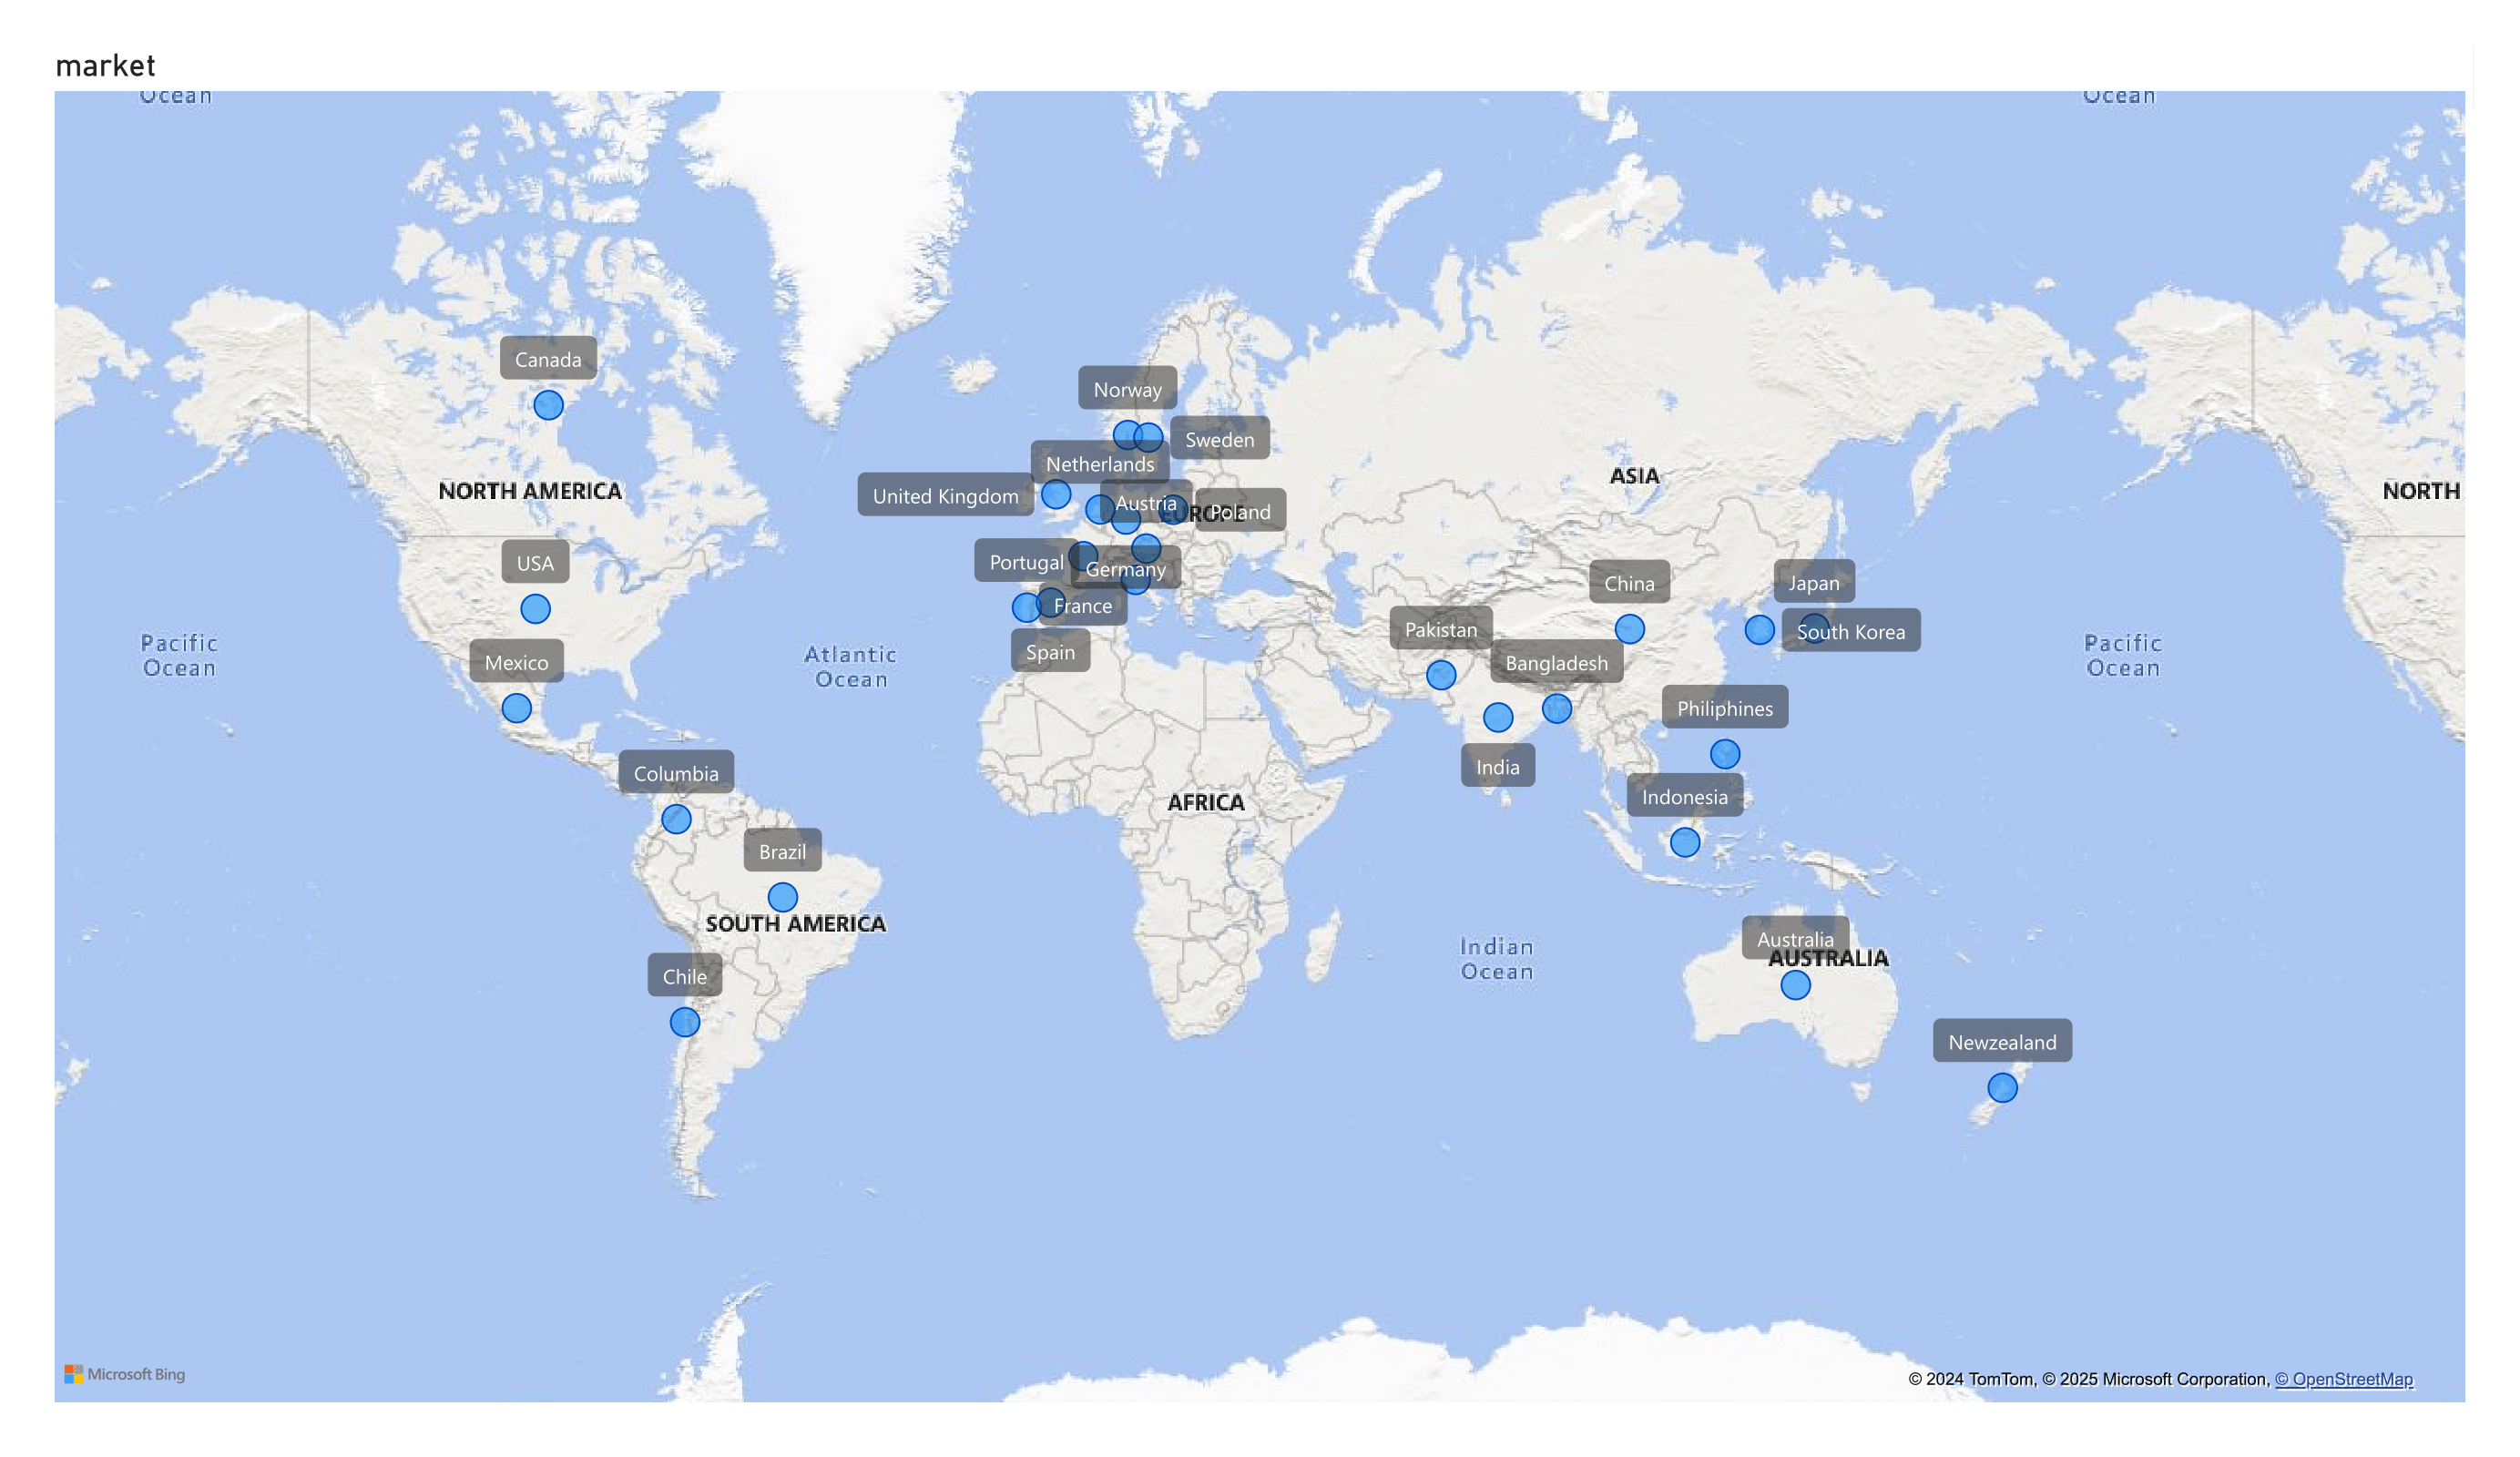 market
Ocean
Ocean
Canada
Norway
Sweden
Netherlands
United Kingdom
Austria
EUROPE
Poland
ASIA
NORTH AMERICA
NORTH
USA
Portugal
Germany
China
Japan
France
Pakistan
South Korea
Spain
Bangladesh
Pacific
Ocean
Atlantic
Ocean
Pacific
Ocean
Mexico
Philiphines
India
Columbia
Indonesia
AFRICA
Brazil
SOUTH AMERICA
Indian
Ocean
Australia
AUSTRALIA
Chile
Newzealand
Microsoft Bing
© 2024 TomTom, © 2025 Microsoft Corporation, © OpenStreetMap